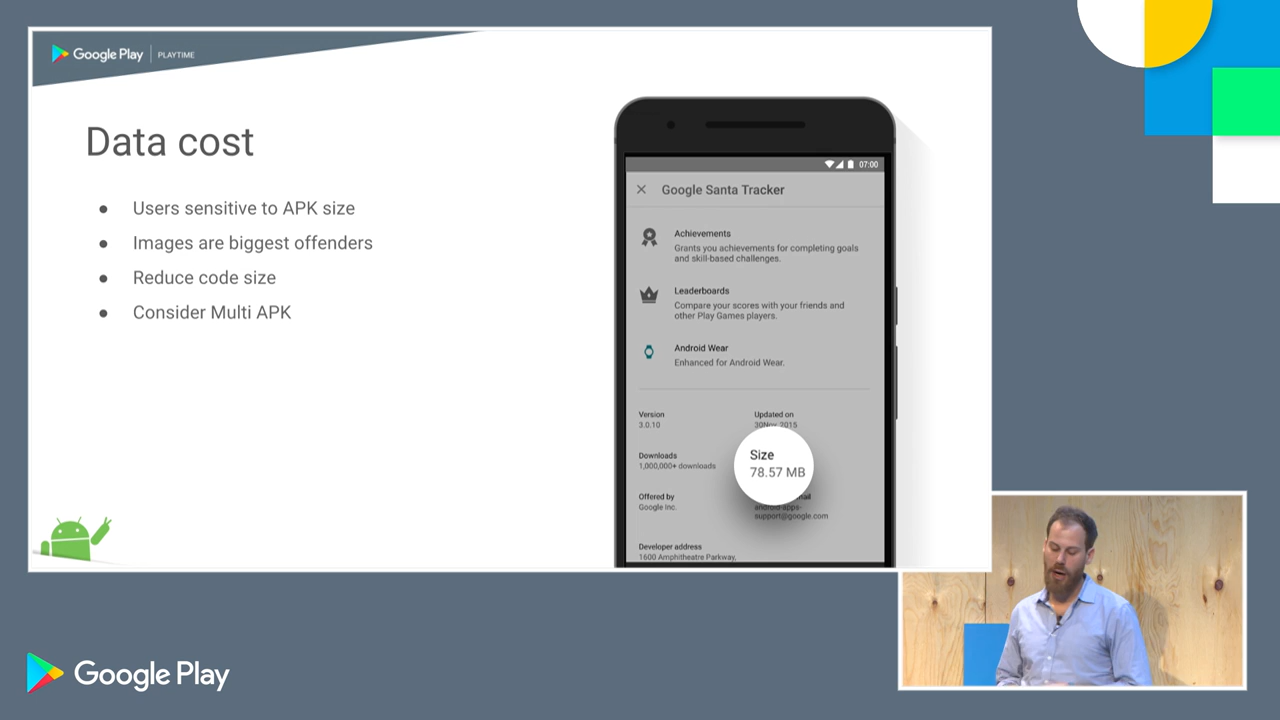 Google Play | PLAYTIME
Data cost
● Users sensitive to APK size
● Images are biggest offenders
● Reduce code size
● Consider Multi APK
07:00
Google Santa Tracker
Achievements
Grants you achievements for completing goals
and skill-based challenges.
Leaderboards
Compare your scores with your friends and
other Play Games players.
Android Wear
Enhanced for Android Wear.
Version
3.0.10
Updated on
30Nov 2015
Downloads
1,000,000+ downloads
Size
78.57 MB
Offered by
Google Inc.
android-apps-
support@google.com
Developer address
1600 Amphitheatre Parkway,
Google Play